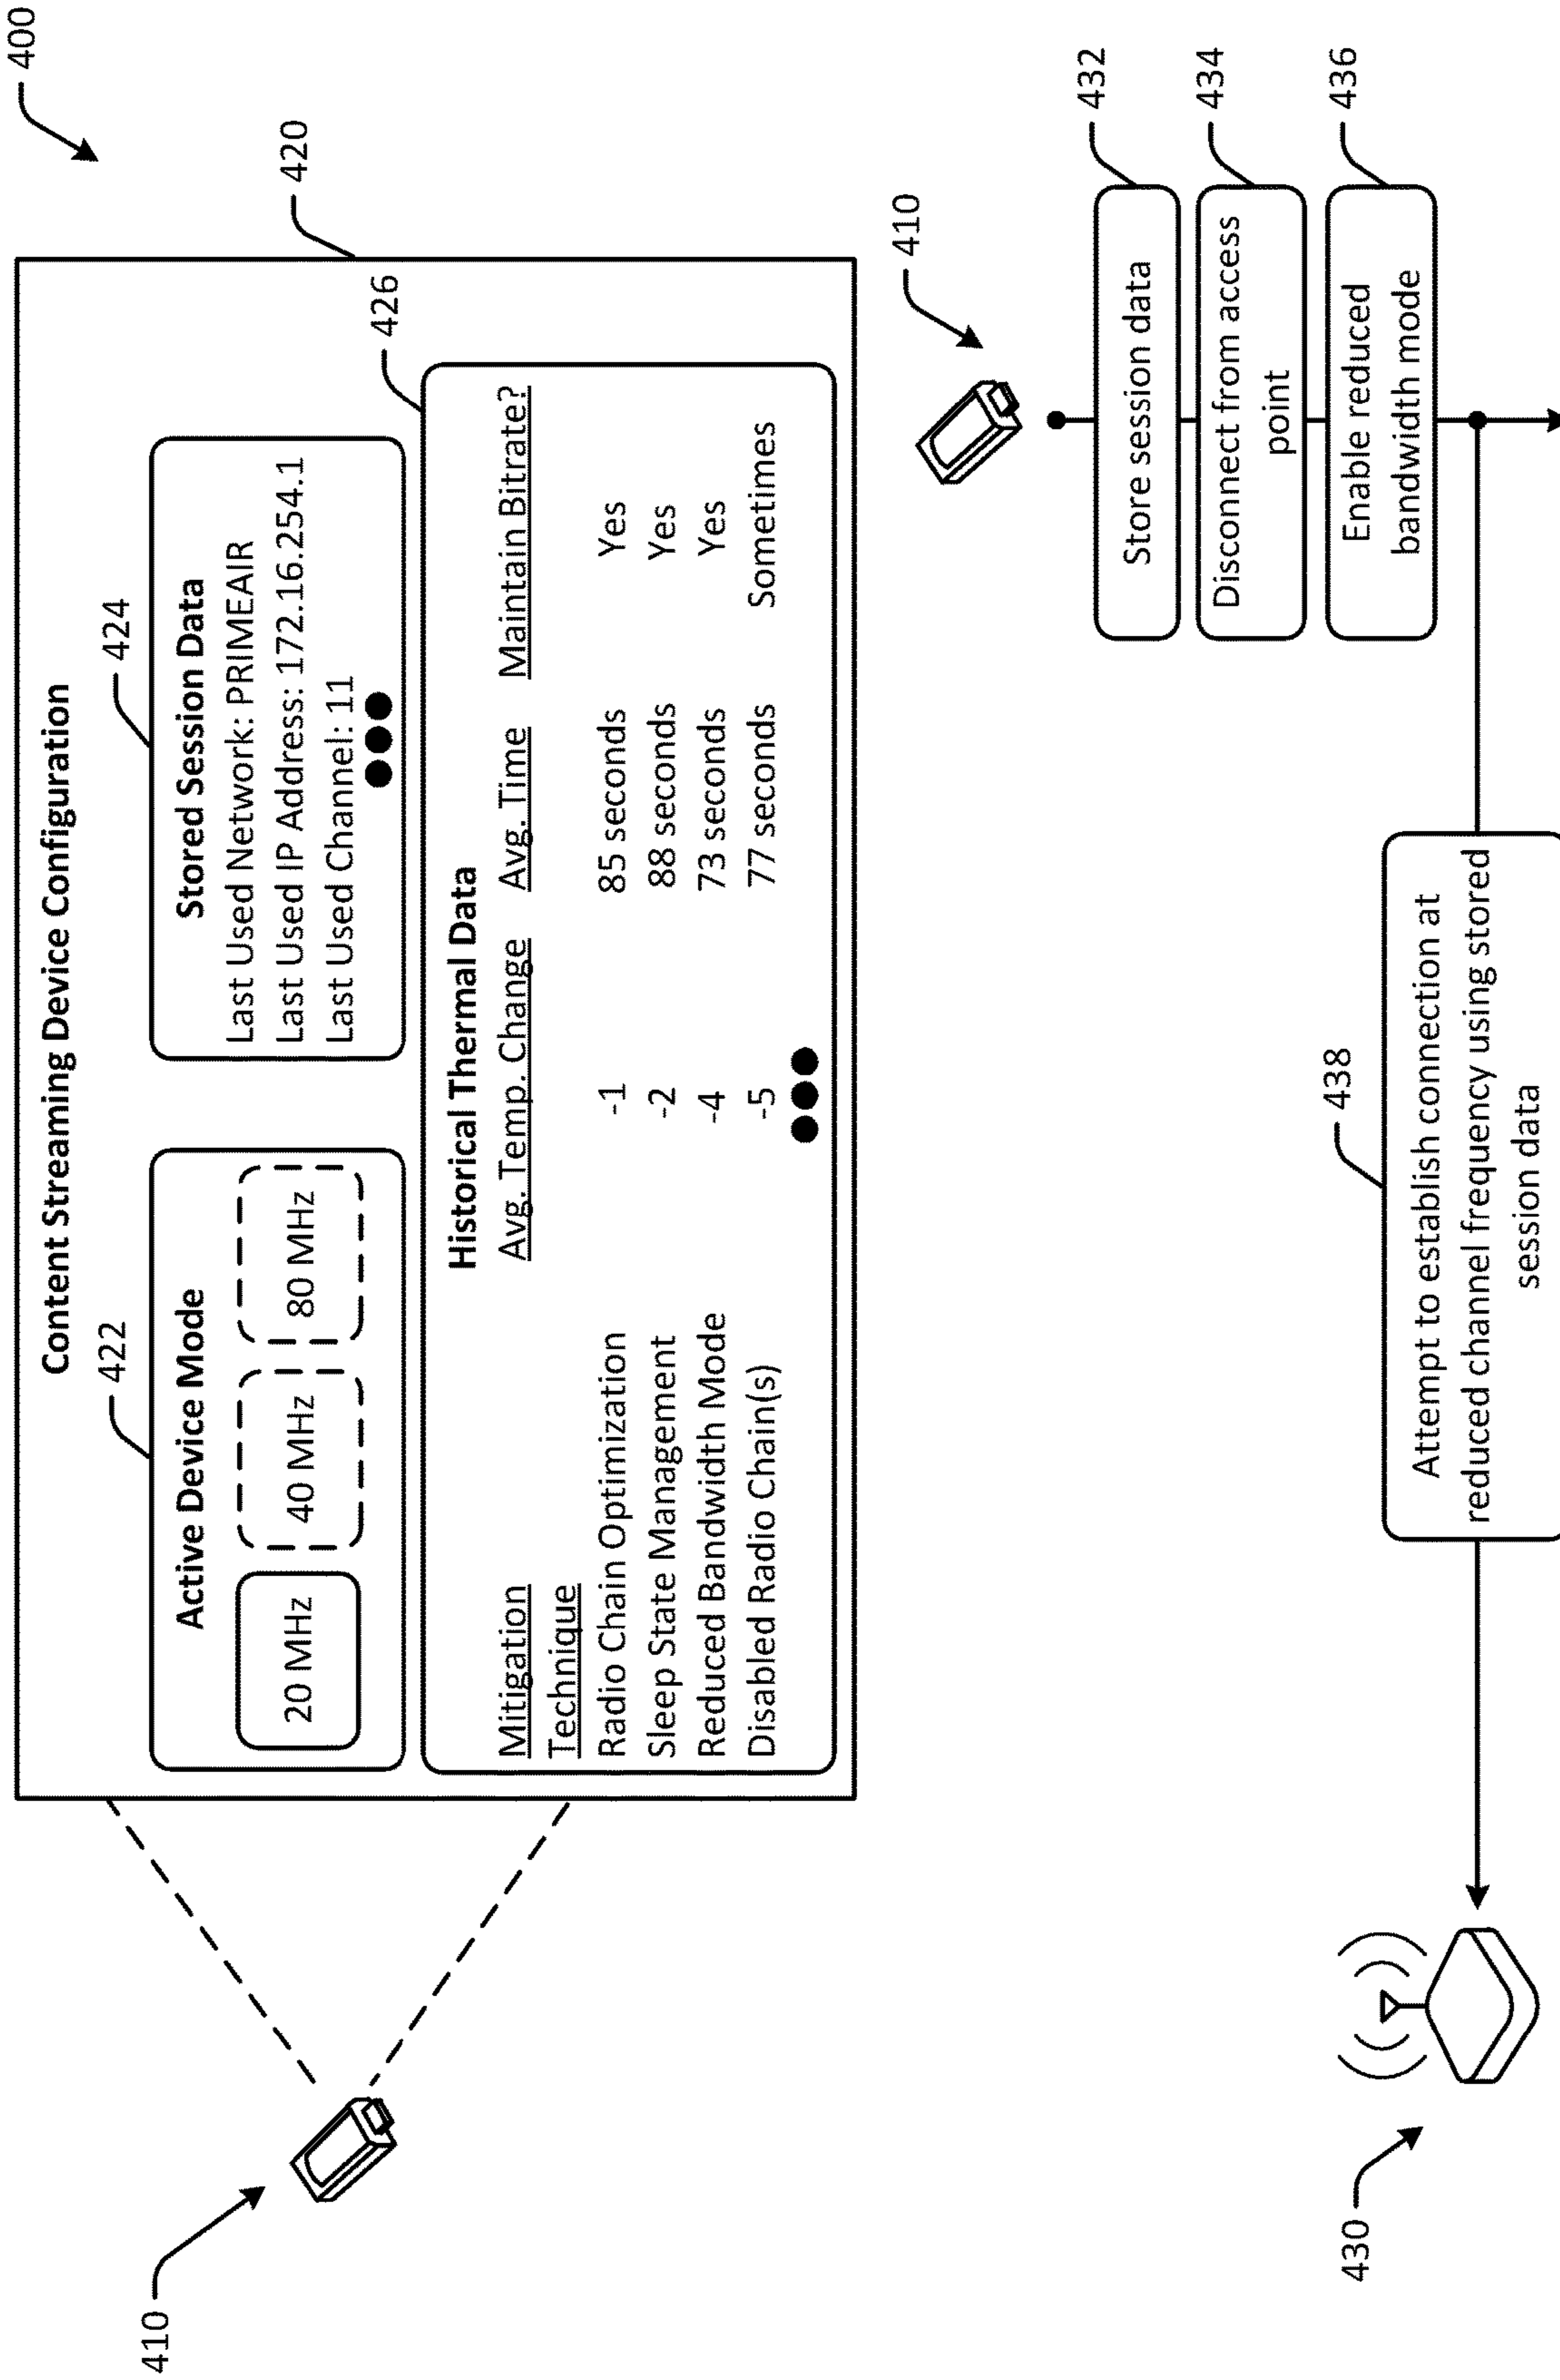 400
Content Streaming Device Configuration
420
422
Active Device Mode
20 MHz
40 MHz
80 MHz
424
Stored Session Data
Last Used Network: PRIMEAIR
Last Used IP Address: 172.16.254.1
Last Used Channel: 11
426
Historical Thermal Data
Mitigation Technique Avg. Temp. Change Avg. Time Maintain Bitrate?
Radio Chain Optimization -1 85 seconds Yes
Sleep State Management -2 88 seconds Yes
Reduced Bandwidth Mode -4 73 seconds Yes
Disabled Radio Chain(s) -5 77 seconds Sometimes
410
410
Store session data
432
Disconnect from access
point
434
Enable reduced
bandwidth mode
436
438
Attempt to establish connection at
reduced channel frequency using stored
session data
430